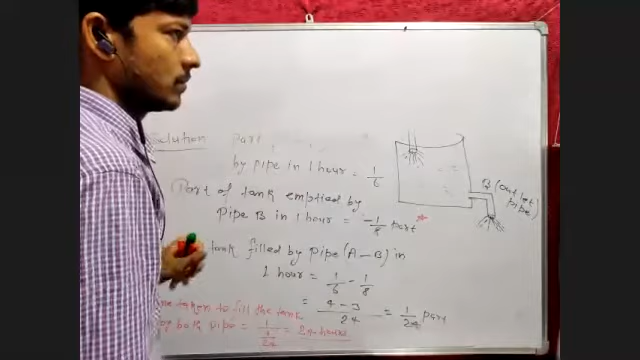 Solution Part
by pipe in 1 hour = 1/6
Part of tank emptied by
pipe B in 1 hour = -1/8 part
tank filled by pipe (A-B) in
1 hour = 1/6 - 1/8
= 4-3/24 = 1/24 part
taken to fill the tank
by both pipe = 1/(1/24) = 24 hours
B (outlet
pipe)